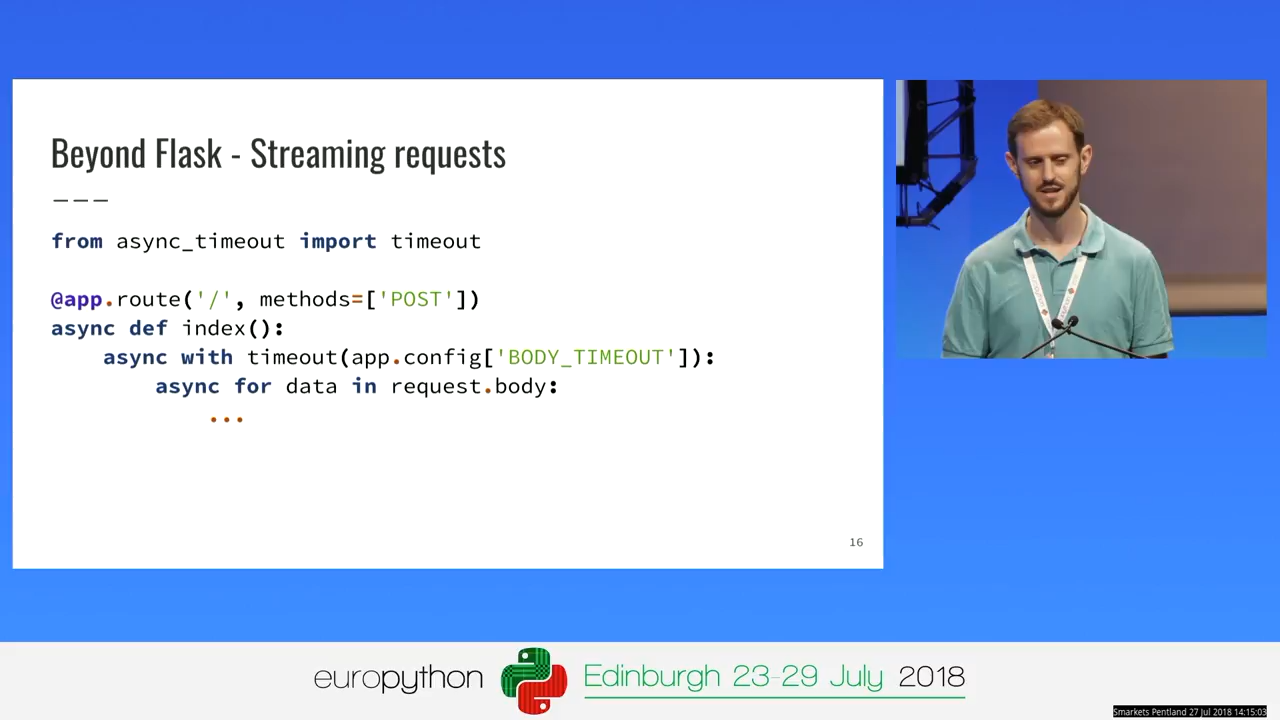 Beyond Flask - Streaming requests
———
from async_timeout import timeout
@app.route('/', methods=['POST'])
async def index():
async with timeout(app.config['BODY_TIMEOUT']):
async for data in request.body:
...
16
europython
Edinburgh 23-29 July 2018
Smarkets Pentland 27 Jul 2018 14:15:03